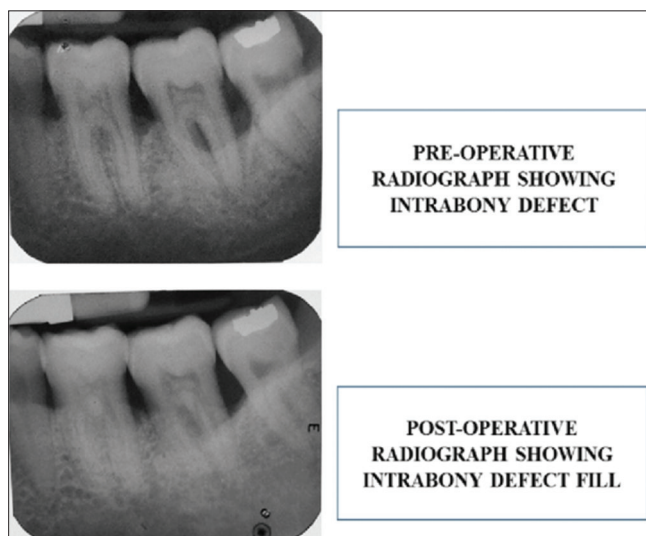 PRE-OPERATIVE
RADIOGRAPH SHOWING
INTRABONY DEFECT
E
POST-OPERATIVE
RADIOGRAPH SHOWING
INTRABONY DEFECT FILL